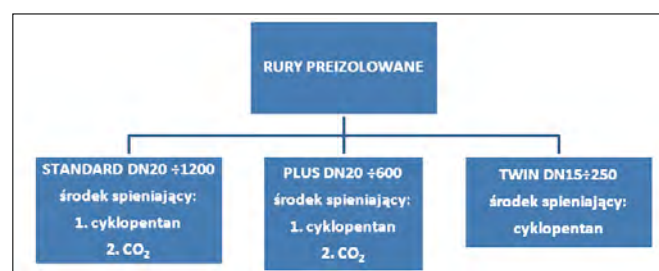 RURY PREIZOLOWANE
STANDARD DN20 ÷1200
środek spieniający:
1. cyklopentan
2. CO₂
PLUS DN20 ÷600
środek spieniający:
1. cyklopentan
2. CO₂
TWIN DN15÷250
środek spieniający:
cyklopentan